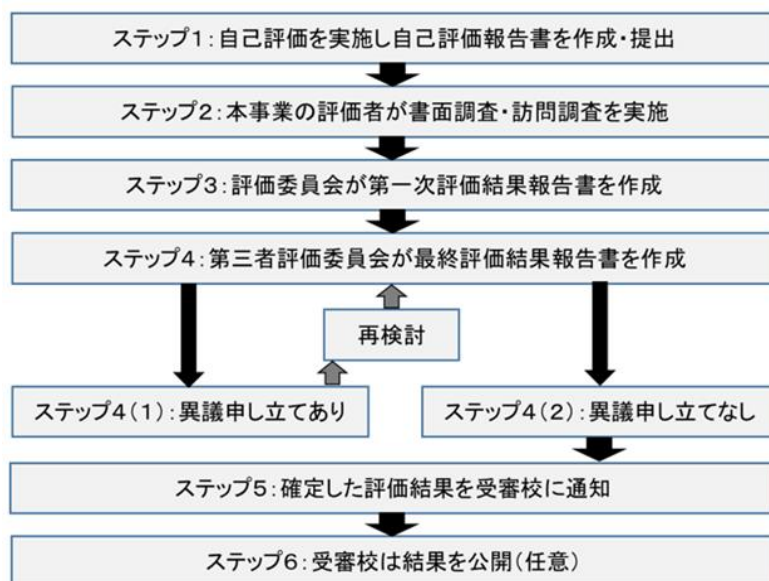 ステップ1：自己評価を実施し自己評価報告書を作成・提出
ステップ2：本事業の評価者が書面調査・訪問調査を実施
ステップ3：評価委員会が第一次評価結果報告書を作成
ステップ4：第三者評価委員会が最終評価結果報告書を作成
再検討
ステップ4（1）：異議申し立てあり
ステップ4（2）：異議申し立てなし
ステップ5：確定した評価結果を受審校に通知
ステップ6：受審校は結果を公開（任意）